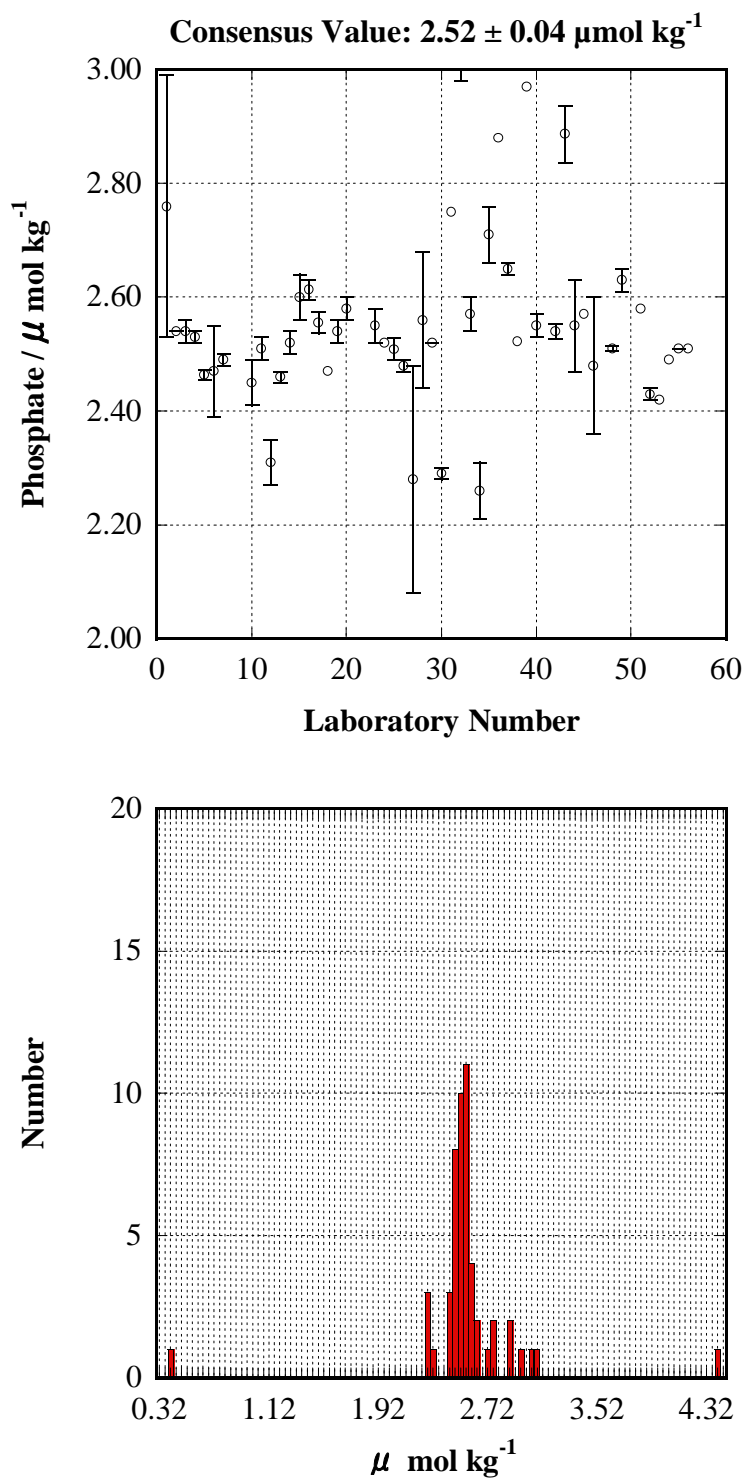 Consensus Value: 2.52 ± 0.04 µmol kg-1
3.00
2.80
2.60
2.40
2.20
2.00
Phosphate / μ mol kg-1
0 10 20 30 40 50 60
Laboratory Number
20
15
10
5
0
Number
0.32 1.12 1.92 2.72 3.52 4.32
μ mol kg-1